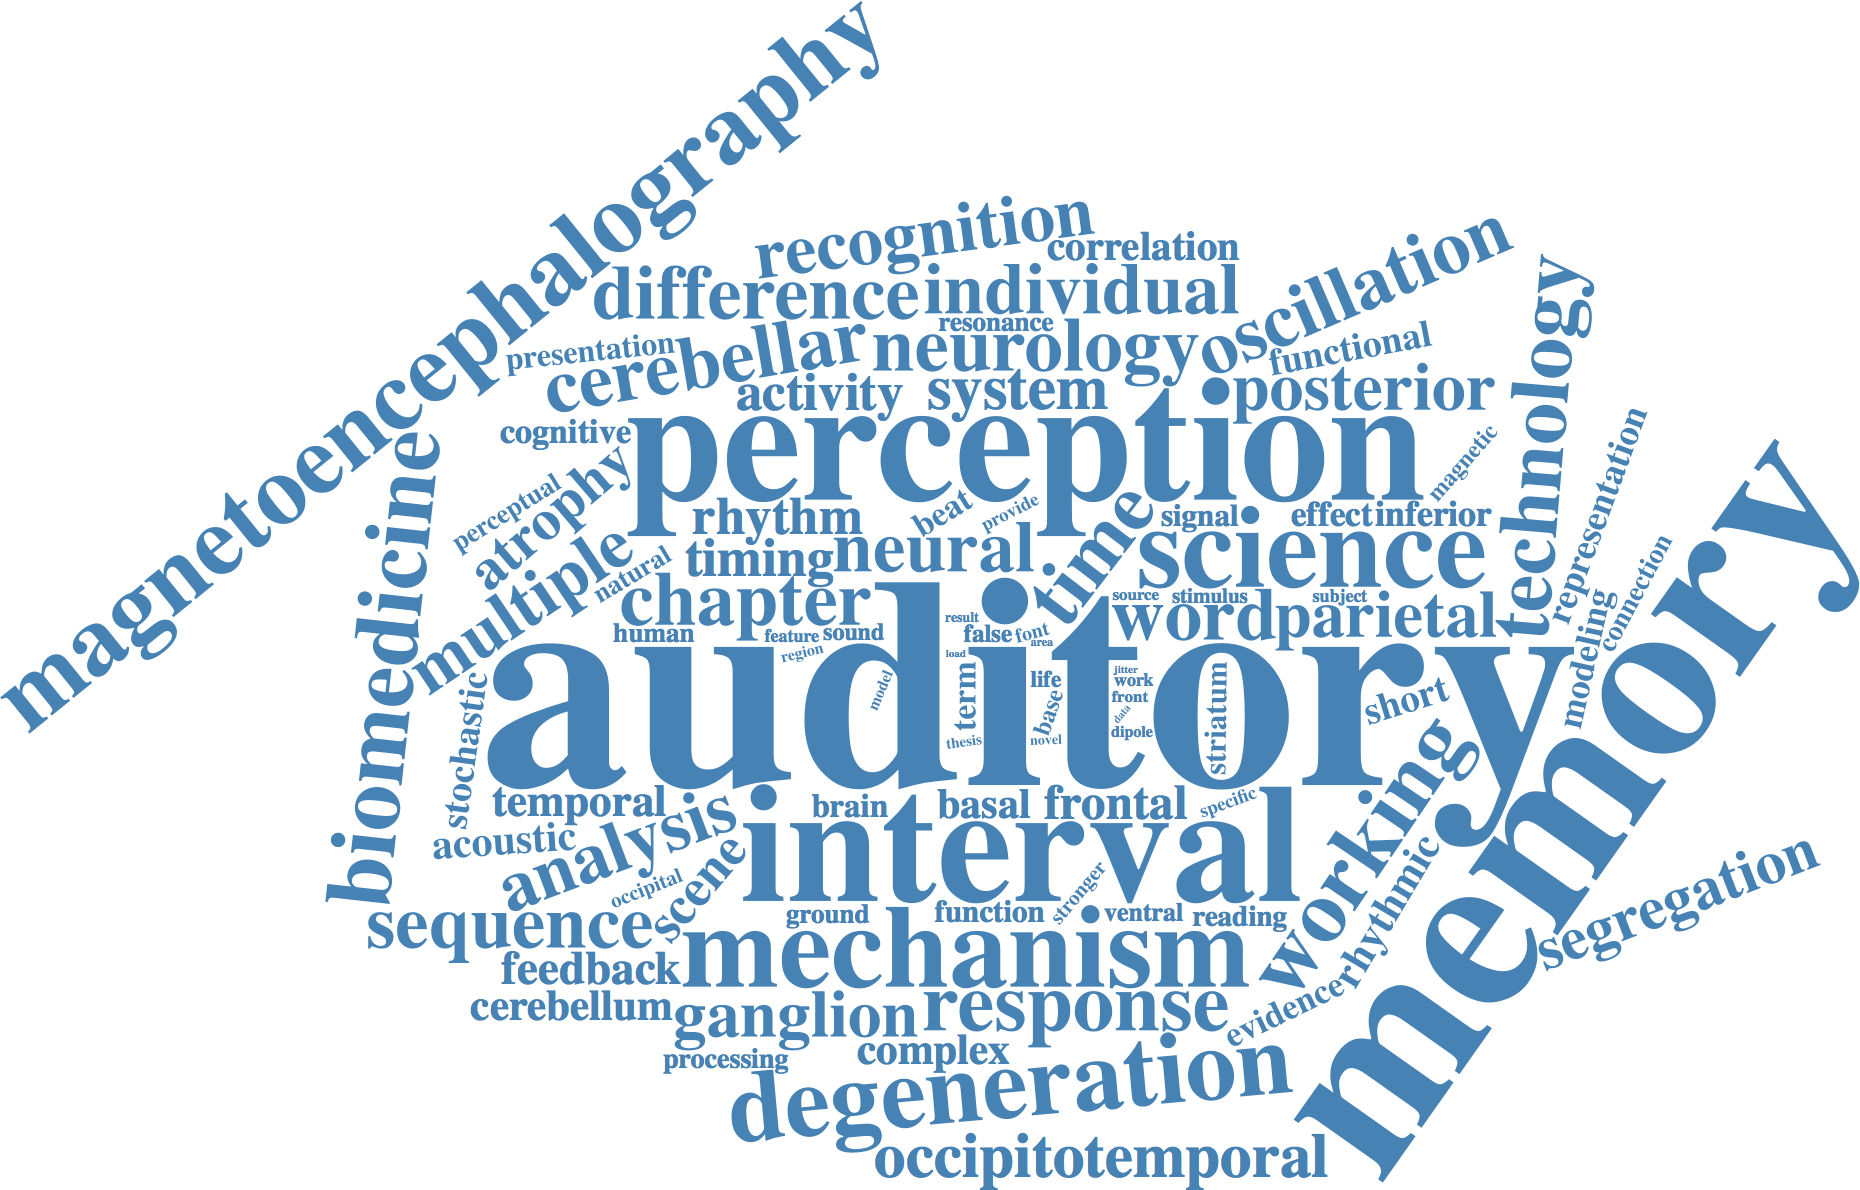 magnetoencephalography
recognition
correlation
difference
individual
oscillation
resonance
presentation
cerebellar
neurology
functional
technology
activity
system
posterior
cognitive
perception
magnetic
representation
biomedicine
perceptual
atrophy
rhythm
beat
provide
time
signal
effect
inferior
multiple
natural
timing
neural
science
connection
chapter
source
stimulus
subject
word
parietal
modeling
human
feature
sound
region
result
false
font
area
load
auditory
memory
model
term
life
base
jitter
work
front
data
dipole
thesis
novel
striatum
short
stochastic
temporal
brain
basal
frontal
specific
working
acoustic
analysis
interval
scene
occipital
stronger
rhythmic
segregation
sequence
ground
function
ventral
reading
feedback
mechanism
cerebellum
ganglion
response
evidence
processing
complex
degeneration
occipitotemporal